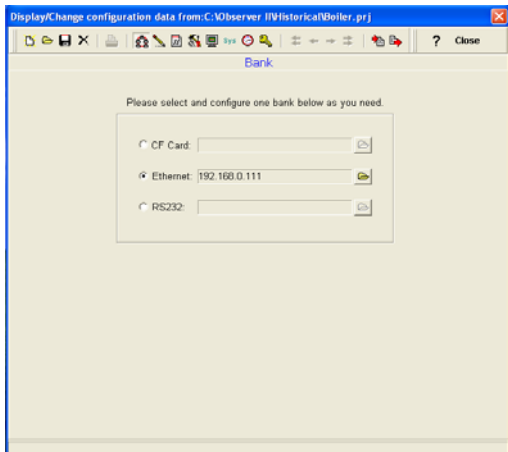 Display/Change configuration data from:C:\Observer II\Historical\Boiler.prj
Sys ? Close
Bank
Please select and configure one bank below as you need.
CF Card:
Ethernet: 192.168.0.111
RS232: